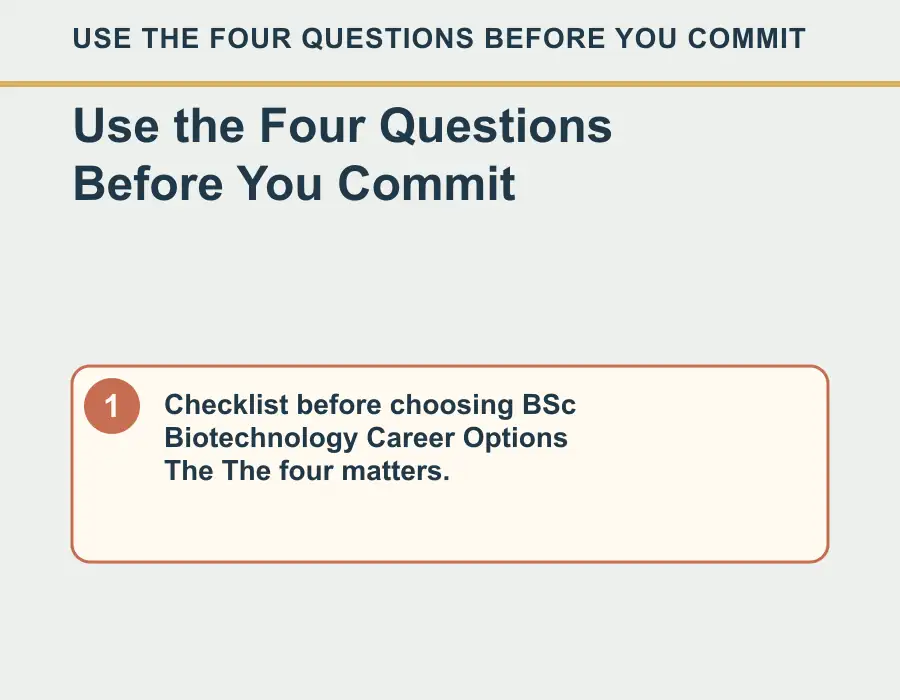 USE THE FOUR QUESTIONS BEFORE YOU COMMIT
Use the Four Questions
Before You Commit
1
Checklist before choosing BSc
Biotechnology Career Options
The The four matters.